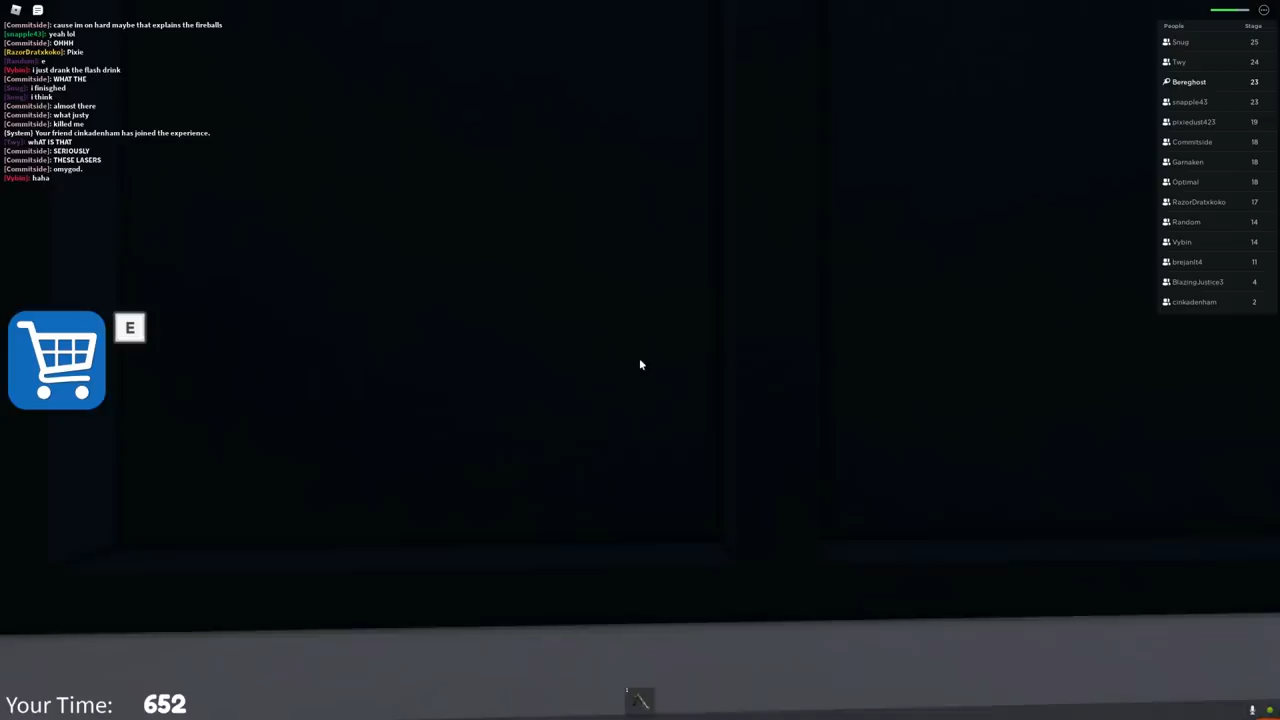 [Commitside]: cause im on hard maybe that explains the fireballs
[snapple43]: yeah lol
[Commitside]: OHHH
[RazorDratxkoko]: Pixie
[Random]: e
[Vybin]: i just drank the flash drink
[Commitside]: WHAT THE
[Snug]: i finisghed
[Snug]: i think
[Commitside]: almost there
[Commitside]: what justy
[Commitside]: killed me
{System} Your friend cinkadenham has joined the experience.
[Twy]: whAT IS THAT
[Commitside]: SERIOUSLY
[Commitside]: THESE LASERS
[Commitside]: omygod.
[Vybin]: haha
People Stage
Snug 25
Twy 24
Bereghost 23
snapple43 23
pixiedust423 19
Commitside 18
Garnaken 18
Optimal 18
RazorDratxkoko 17
Random 14
Vybin 14
brejanlt4 11
BlazingJustice3 4
cinkadenham 2
E
1
Your Time: 652